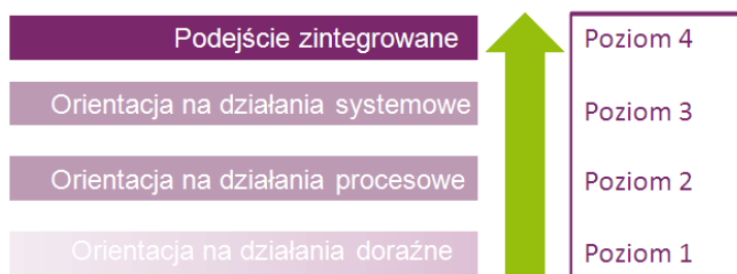 Podejście zintegrowane
Poziom 4
Orientacja na działania systemowe
Poziom 3
Orientacja na działania procesowe
Poziom 2
Orientacja na działania doraźne
Poziom 1